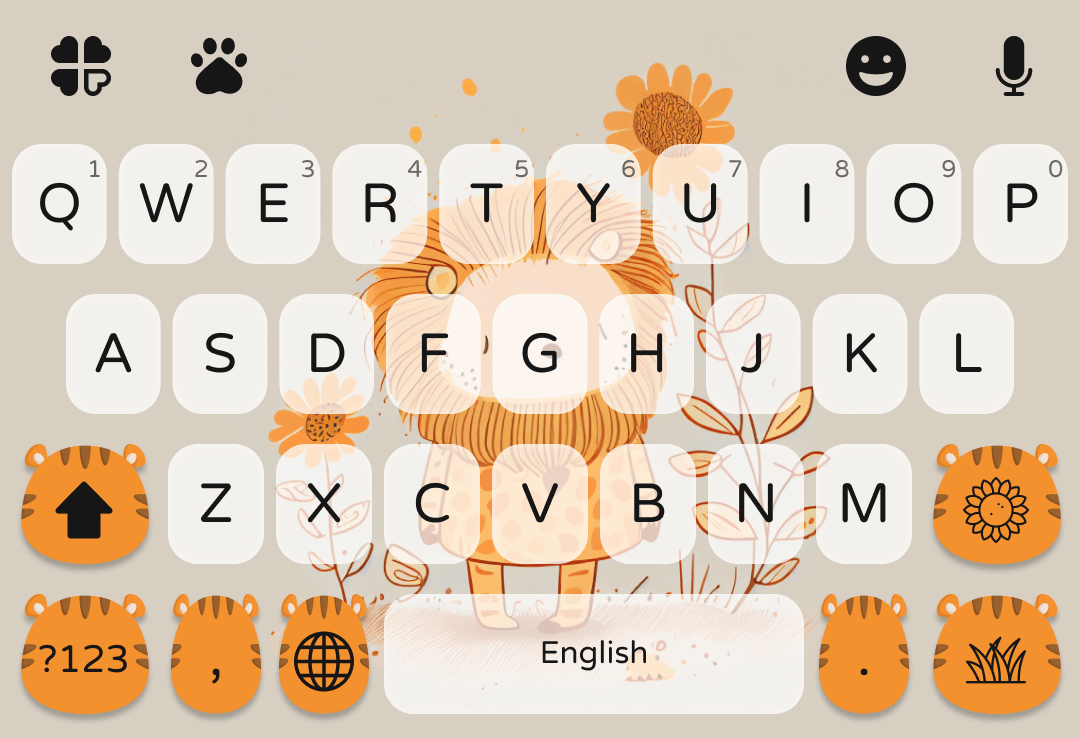 1 2 3 4 5 6 7 8 9 0
Q W E R T Y U I O P
A S D F G H J K L
Z X C V B N M
?123 , English .